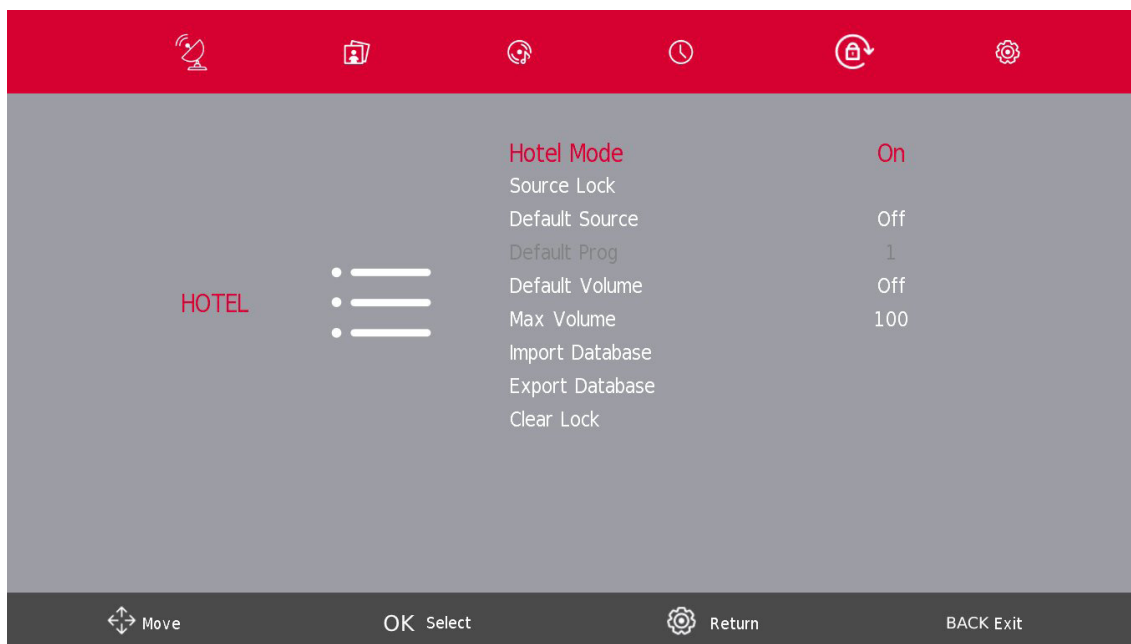 Hotel Mode On
Source Lock
Default Source Off
Default Prog 1
Default Volume Off
HOTEL
Max Volume 100
Import Database
Export Database
Clear Lock
Move OK Select Return BACK Exit